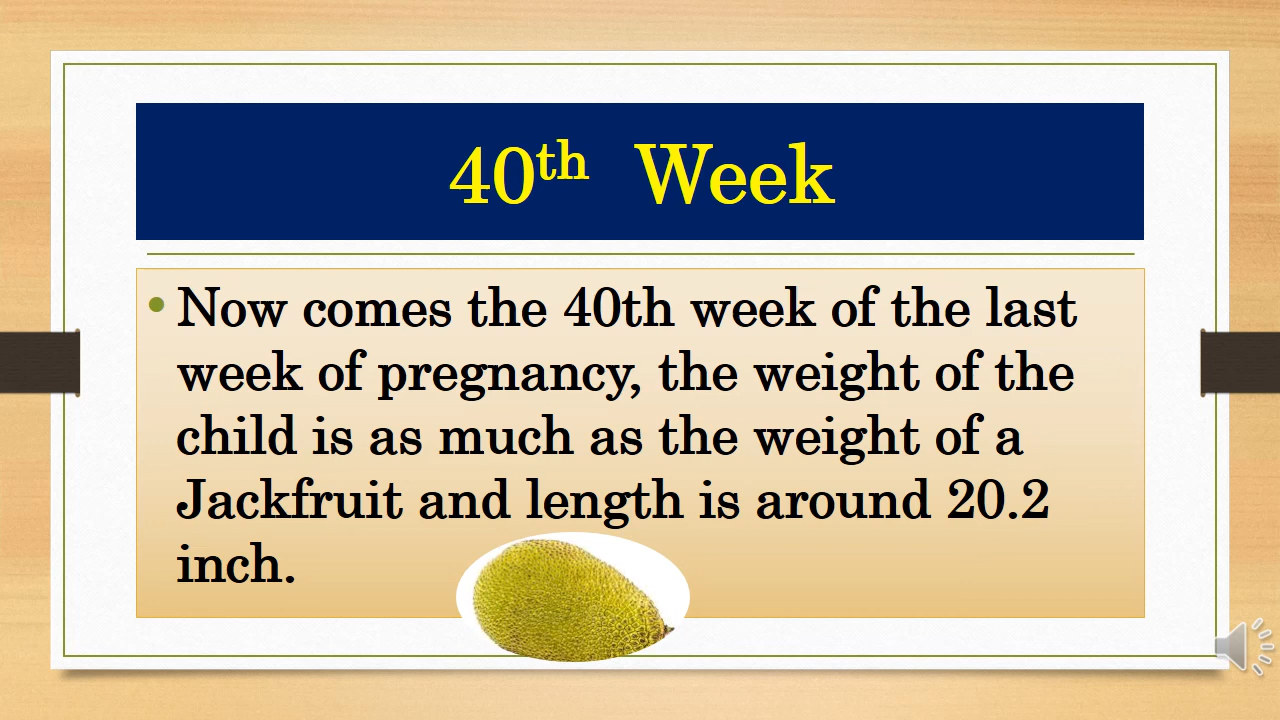 40th Week
• Now comes the 40th week of the last
week of pregnancy, the weight of the
child is as much as the weight of a
Jackfruit and length is around 20.2
inch.